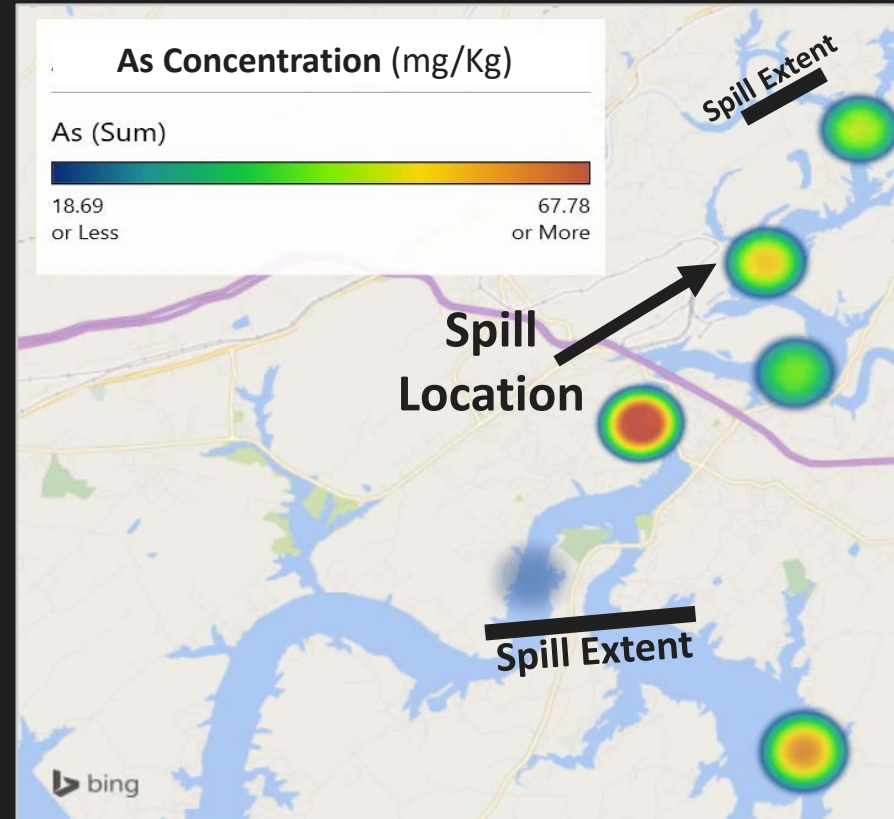 As Concentration (mg/Kg)
As (Sum)
18.69
or Less
67.78
or More
Spill Extent
Spill
Location
Spill Extent
bing